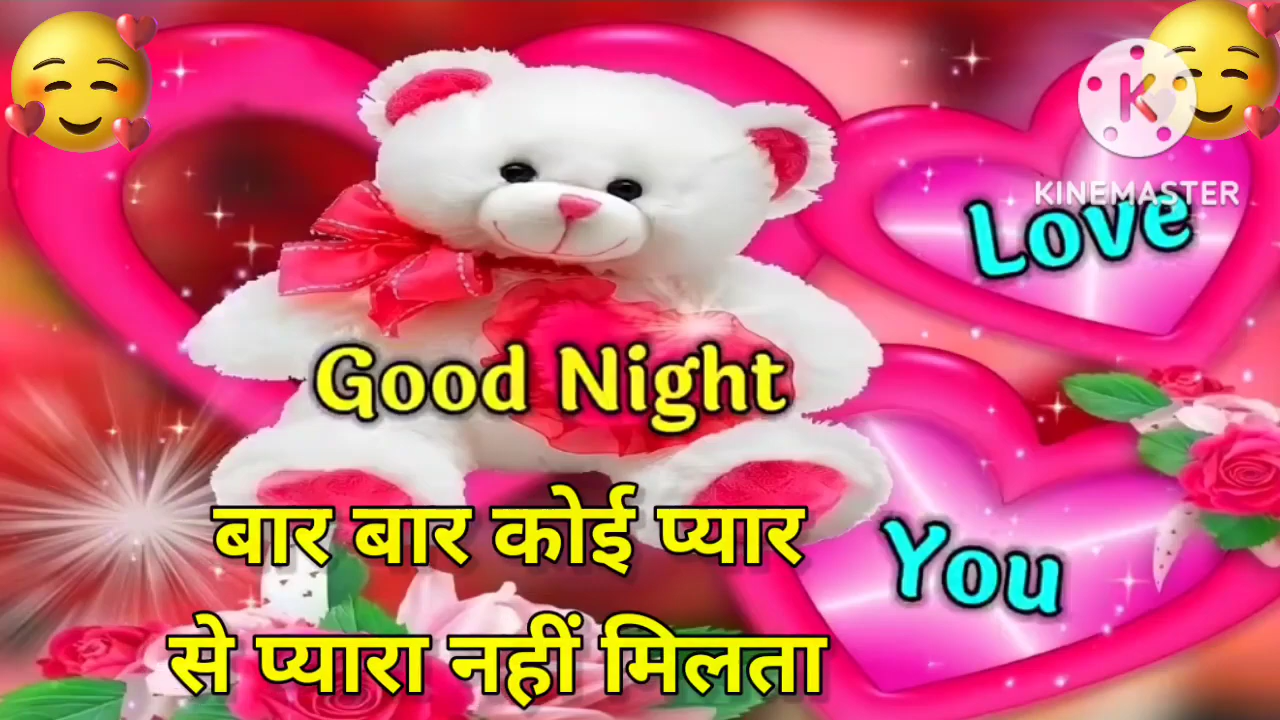 KINEMASTER
Love
Good Night
बार बार कोई प्यार
You
से प्यारा नहीं मिलता